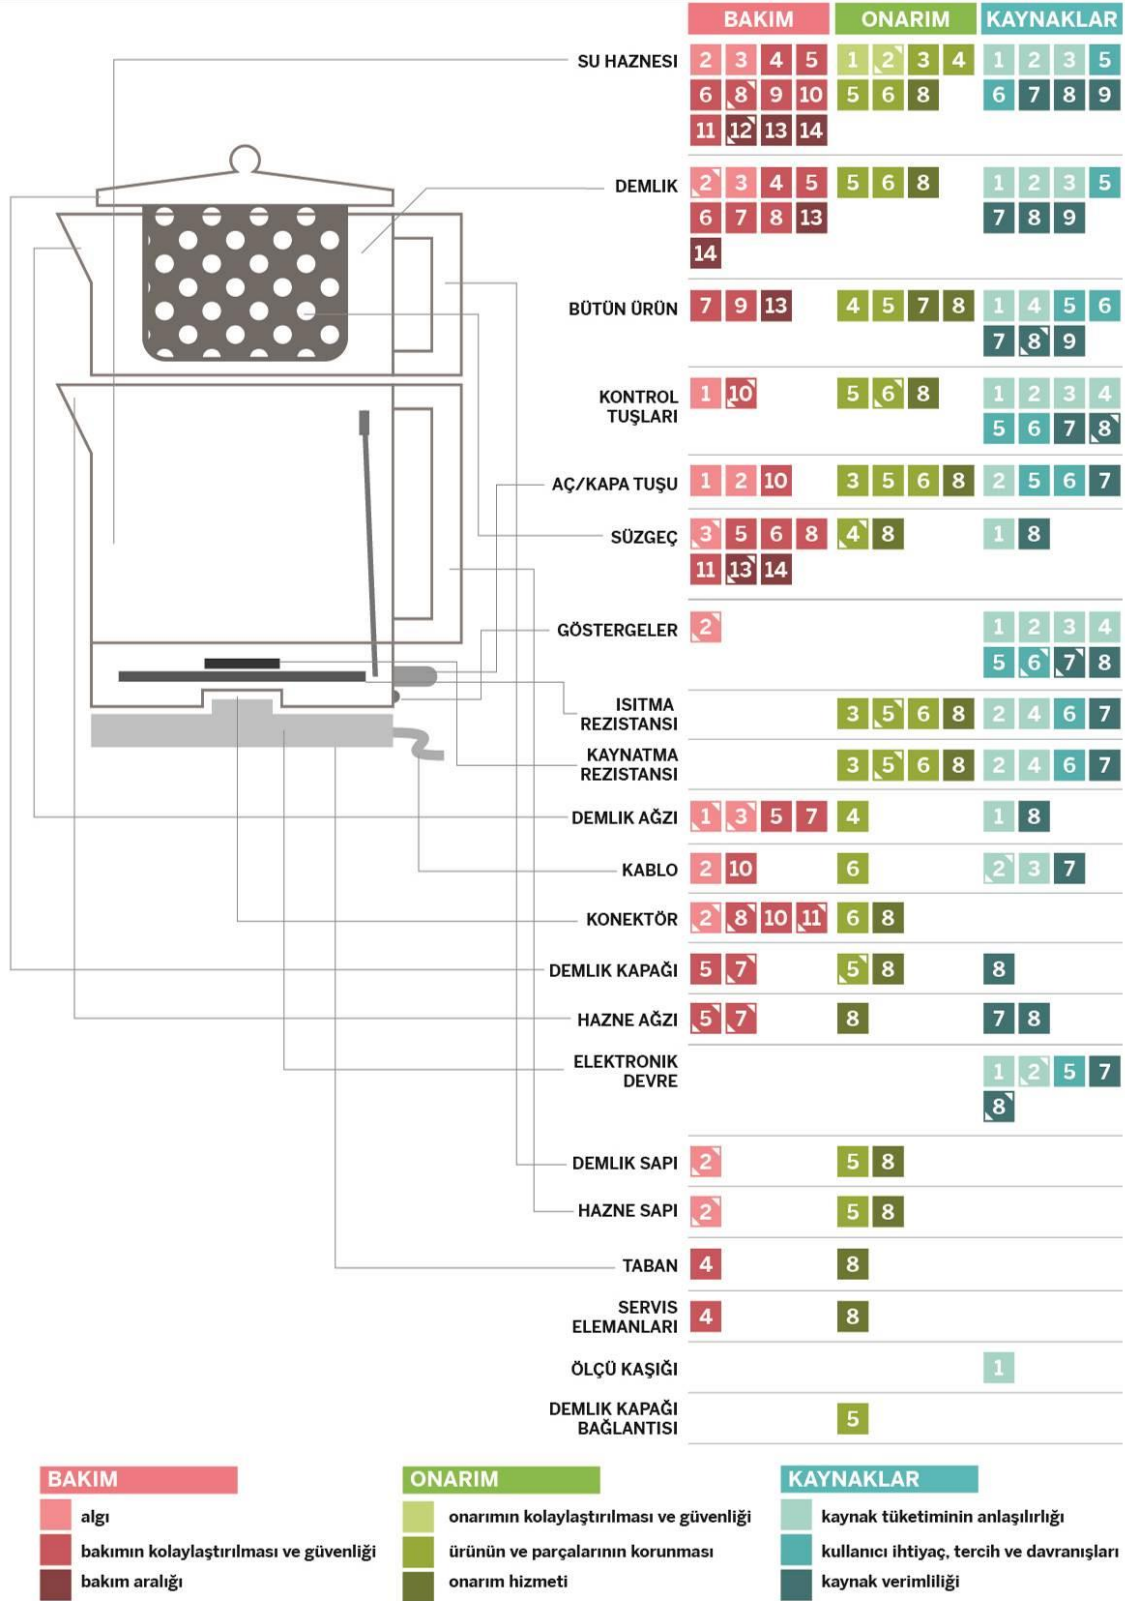 BAKIM ONARIM KAYNAKLAR
SU HAZNESI 2 3 4 5 1 2 3 4 1 2 3 5
6 8 9 10 5 6 8 6 7 8 9
11 12 13 14
DEMLIK 2 3 4 5 5 6 8 1 2 3 5
6 7 8 13 7 8 9
14
BÜTÜN ÜRÜN 7 9 13 4 5 7 8 1 4 5 6
7 8 9
KONTROL
TUŞLARI
1 10 5 6 8 1 2 3 4
5 6 7 8
AÇ/KAPA TUŞU 1 2 10 3 5 6 8 2 5 6 7
SÜZGEÇ 3 5 6 8 4 8 1 8
11 13 14
GÖSTERGELER 2 1 2 3 4
5 6 7 8
ISITMA
REZISTANSI
3 5 6 8 2 4 6 7
KAYNATMA
REZISTANSI
3 5 6 8 2 4 6 7
DEMLIK AĞZI 1 3 5 7 4 1 8
KABLO 2 10 6 2 3 7
KONEKTÖR 2 8 10 11 6 8
DEMLIK KAPAĞI 5 7 5 8 8
HAZNE AĞZI 5 7 8 7 8
ELEKTRONIK
DEVRE
1 2 5 7
8
DEMLIK SAPI 2 5 8
HAZNE SAPI 2 5 8
TABAN 4 8
SERVIS
ELEMANLARI
4 8
ÖLÇÜ KAŞIĞI 1
DEMLIK KAPAĞI
BAĞLANTISI
5
BAKIM
algı
bakımın kolaylaştırılması ve güvenliği
bakım aralığı
ONARIM
onarımın kolaylaştırılması ve güvenliği
ürünün ve parçalarının korunması
onarım hizmeti
KAYNAKLAR
kaynak tüketiminin anlaşılırlığı
kullanıcı ihtiyaç, tercih ve davranışları
kaynak verimliliği